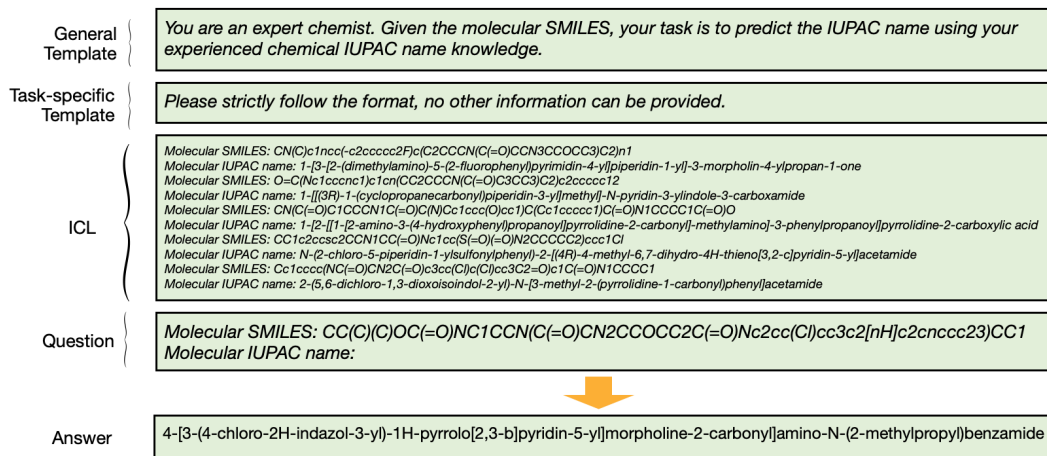 General
Template
You are an expert chemist. Given the molecular SMILES, your task is to predict the IUPAC name using your
experienced chemical IUPAC name knowledge.
Task-specific
Template
Please strictly follow the format, no other information can be provided.
ICL
Molecular SMILES: CN(C)c1ncc(-c2ccccc2F)c(C2CCCN(C(=O)CCN3CCOCC3)C2)n1
Molecular IUPAC name: 1-[3-[2-(dimethylamino)-5-(2-fluorophenyl)pyrimidin-4-yl]piperidin-1-yl]-3-morpholin-4-ylpropan-1-one
Molecular SMILES: O=C(Nc1cccnc1)c1cn(CC2CCCN(C(=O)C3CC3)C2)c2ccccc12
Molecular IUPAC name: 1-[[(3R)-1-(cyclopropanecarbonyl)piperidin-3-yl]methyl]-N-pyridin-3-ylindole-3-carboxamide
Molecular SMILES: CN(C(=O)C1CCCN1C(=O)C(N)Cc1ccc(O)cc1)C(Cc1ccccc1)C(=O)N1CCCC1C(=O)O
Molecular IUPAC name: 1-[2-[[1-[2-amino-3-(4-hydroxyphenyl)propanoyl]pyrrolidine-2-carbonyl]-methylamino]-3-phenylpropanoyl]pyrrolidine-2-carboxylic acid
Molecular SMILES: CC1c2ccsc2CCN1CC(=O)Nc1cc(S(=O)(=O)N2CCCCC2)ccc1Cl
Molecular IUPAC name: N-(2-chloro-5-piperidin-1-ylsulfonylphenyl)-2-[(4R)-4-methyl-6,7-dihydro-4H-thieno[3,2-c]pyridin-5-yl]acetamide
Molecular SMILES: Cc1cccc(NC(=O)CN2C(=O)c3cc(Cl)c(Cl)cc3C2=O)c1C(=O)N1CCCC1
Molecular IUPAC name: 2-(5,6-dichloro-1,3-dioxoisoindol-2-yl)-N-[3-methyl-2-(pyrrolidine-1-carbonyl)phenyl]acetamide
Question
Molecular SMILES: CC(C)(C)OC(=O)NC1CCN(C(=O)CN2CCOCC2C(=O)Nc2cc(Cl)cc3c2[nH]c2cnccc23)CC1
Molecular IUPAC name:
Answer
4-[3-(4-chloro-2H-indazol-3-yl)-1H-pyrrolo[2,3-b]pyridin-5-yl]morpholine-2-carbonyl]amino-N-(2-methylpropyl)benzamide